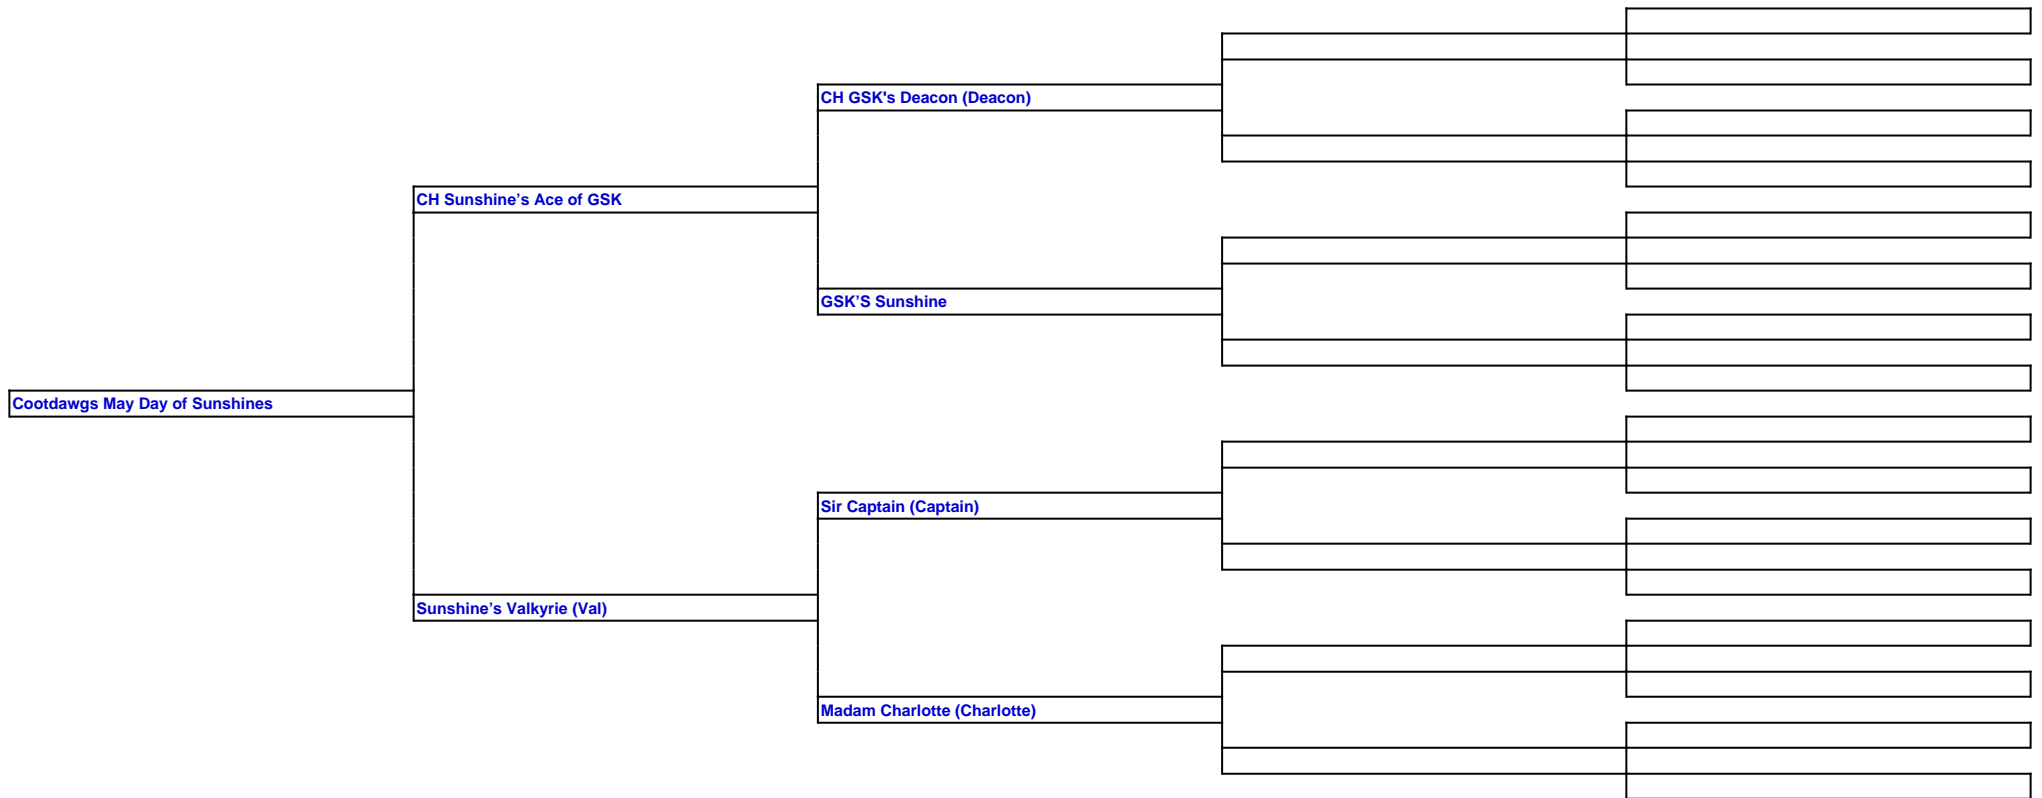 CH GSK's Deacon (Deacon)
CH Sunshine’s Ace of GSK
GSK’S Sunshine
Cootdawgs May Day of Sunshines
Sir Captain (Captain)
Sunshine’s Valkyrie (Val)
Madam Charlotte (Charlotte)